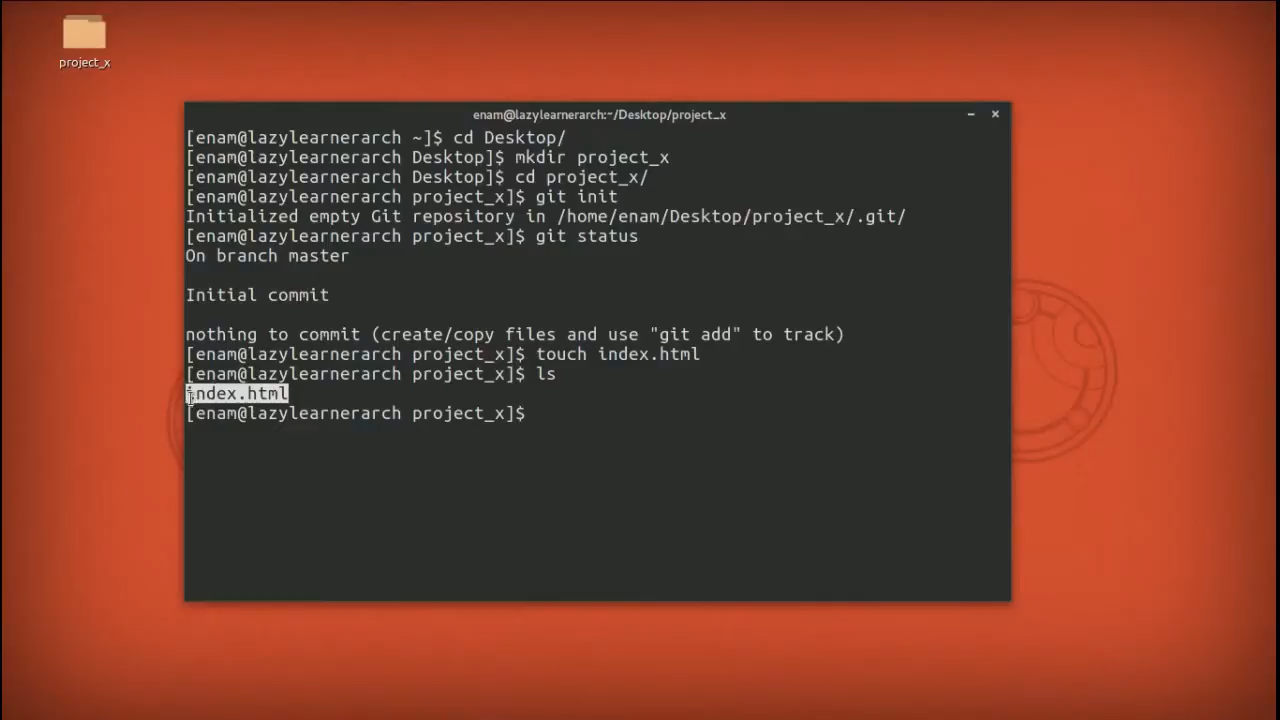 project_x
enam@lazylearnerarch:~/Desktop/project_x
[enam@lazylearnerarch ~]$ cd Desktop/
[enam@lazylearnerarch Desktop]$ mkdir project_x
[enam@lazylearnerarch Desktop]$ cd project_x/
[enam@lazylearnerarch project_x]$ git init
Initialized empty Git repository in /home/enam/Desktop/project_x/.git/
[enam@lazylearnerarch project_x]$ git status
On branch master
Initial commit
nothing to commit (create/copy files and use "git add" to track)
[enam@lazylearnerarch project_x]$ touch index.html
[enam@lazylearnerarch project_x]$ ls
index.html
[enam@lazylearnerarch project_x]$